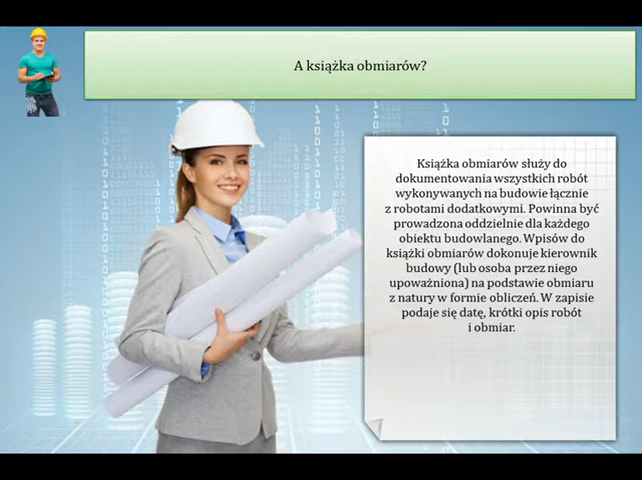 A książka obmiarów?
Książka obmiarów służy do
dokumentowania wszystkich robót
wykonywanych na budowie łącznie
z robotami dodatkowymi. Powinna być
prowadzona oddzielnie dla każdego
obiektu budowlanego. Wpisów do
książki obmiarów dokonuje kierownik
budowy (lub osoba przez niego
upoważniona) na podstawie obmiaru
z natury w formie obliczeń. W zapisie
podaje się datę, krótki opis robót
i obmiar.